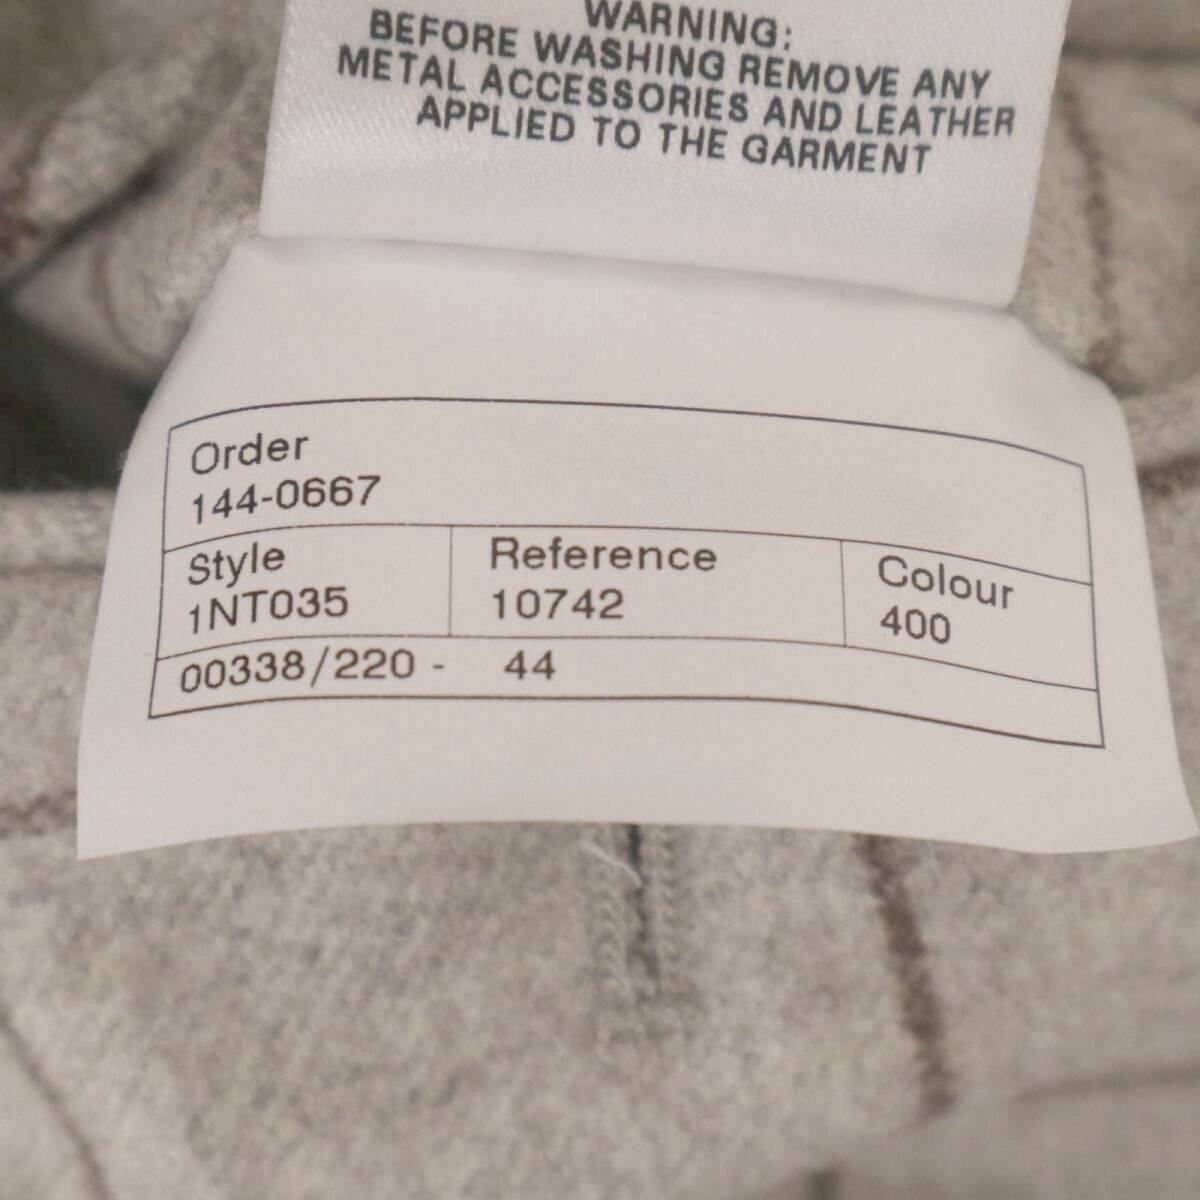 WARNING:
BEFORE WASHING REMOVE ANY
METAL ACCESSORIES AND LEATHER
APPLIED TO THE GARMENT
Order
144-0667
Style Reference Colour
1NT035 10742 400
00338/220 - 44